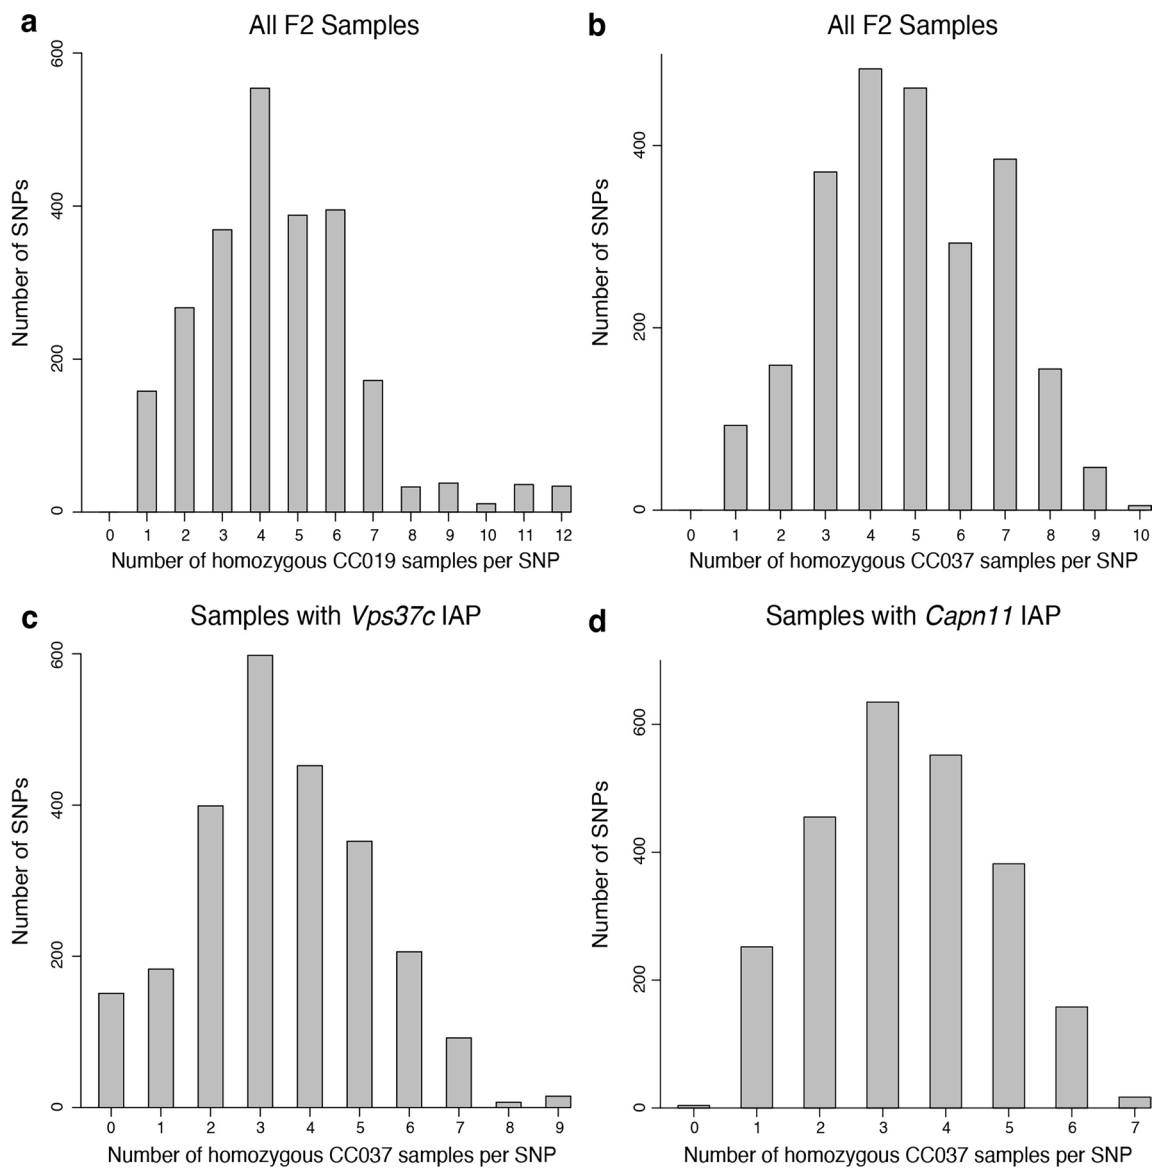 a
All F2 Samples
600
400
200
0
Number of SNPs
0 1 2 3 4 5 6 7 8 9 10 11 12
Number of homozygous CC019 samples per SNP
b
All F2 Samples
400
200
0
Number of SNPs
0 1 2 3 4 5 6 7 8 9 10
Number of homozygous CC037 samples per SNP
c
Samples with Vps37c IAP
600
400
200
0
Number of SNPs
0 1 2 3 4 5 6 7 8 9
Number of homozygous CC037 samples per SNP
d
Samples with Capn11 IAP
600
400
200
0
Number of SNPs
0 1 2 3 4 5 6 7
Number of homozygous CC037 samples per SNP